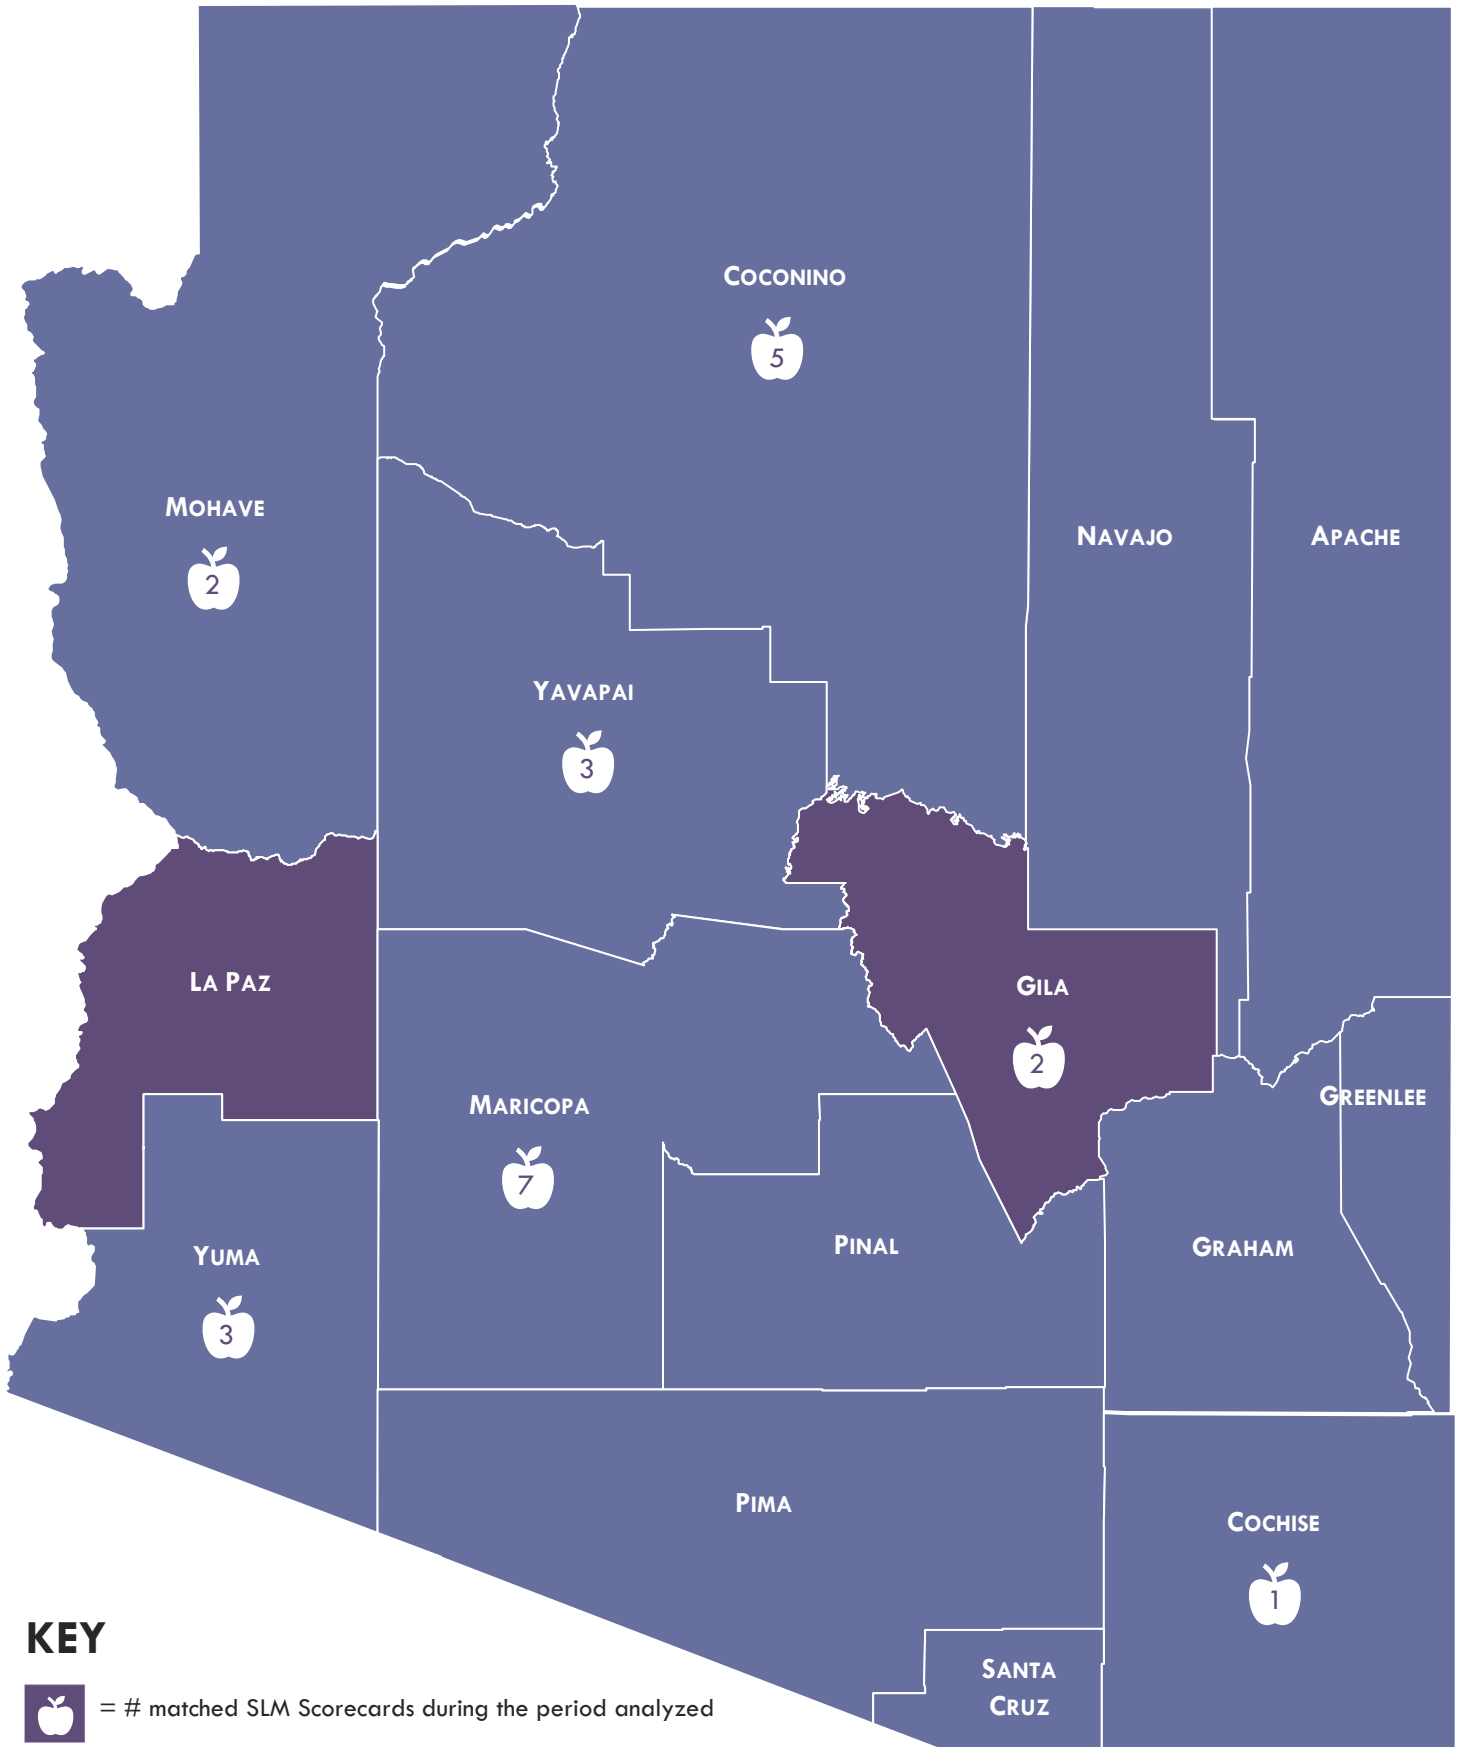 COCONINO
5
MOHAVE
2
NAVAJO
APACHE
YAVAPAI
3
LA PAZ
GILA
2
MARICOPA
7
GREENLEE
YUMA
3
PINAL
GRAHAM
PIMA
COCHISE
1
SANTA
CRUZ
KEY
= # matched SLM Scorecards during the period analyzed